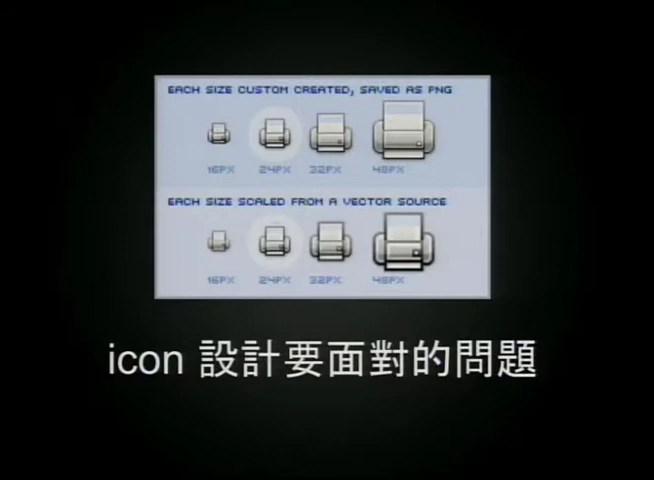 EACH SIZE CUSTOM CREATED, SAVED AS PNG
16PX 24PX 32PX 48PX
EACH SIZE SCALED FROM A VECTOR SOURCE
16PX 24PX 32PX 48PX
icon 設計要面對的問題